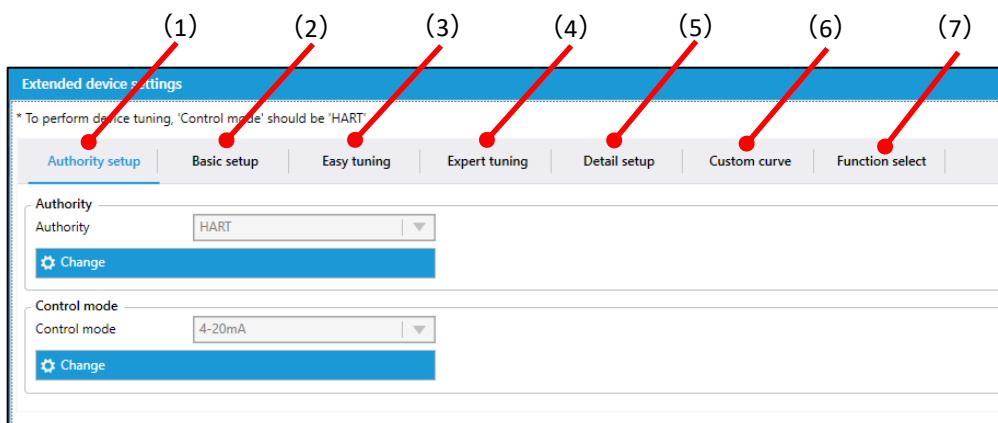 (1) (2) (3) (4) (5) (6) (7)
Extended device settings
* To perform device tuning, 'Control mode' should be 'HART'
Authority setup Basic setup Easy tuning Expert tuning Detail setup Custom curve Function select
Authority
Authority HART
Change
Control mode
Control mode 4-20mA
Change